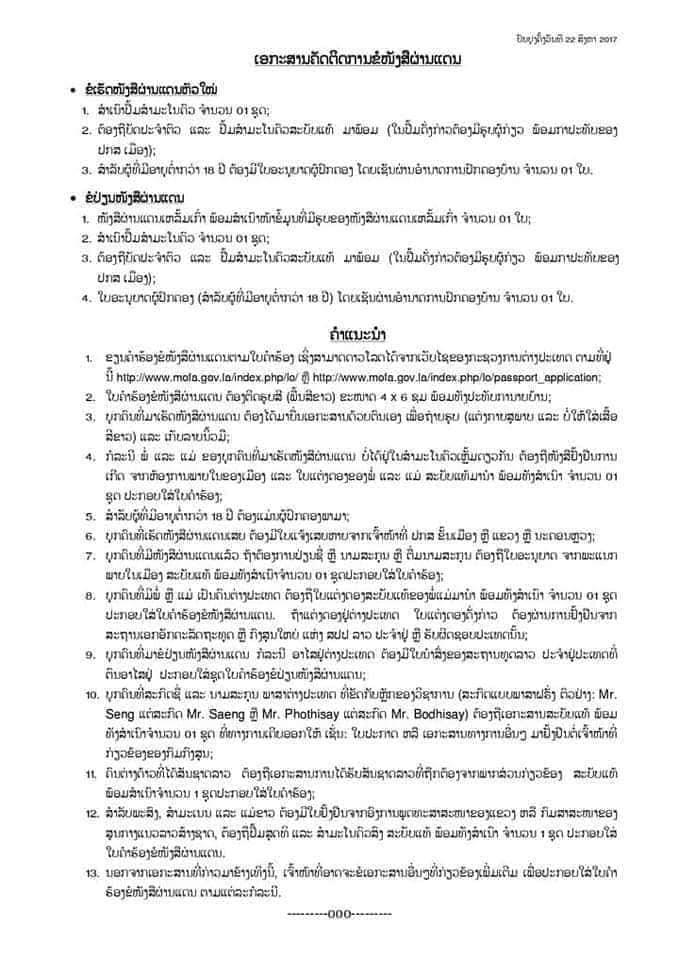 ປັບປຸງຄັ້ງວັນທີ 22 ສິງຫາ 2017
ເອກະສານຄັດຕິດການຂໍໜັງສືຜ່ານແດນ
• ຂໍເຮັດໜັງສືຜ່ານແດນຫົວໃໝ່
1. ສຳເນົາປຶ້ມສຳມະໂນຄົວ ຈຳນວນ 01 ຊຸດ;
2. ຕ້ອງຖືບັດປະຈຳຕົວ ແລະ ປຶ້ມສຳມະໂນຄົວສະບັບແທ້ ມາພ້ອມ (ໃນປຶ້ມດັ່ງກ່າວຕ້ອງມີຮູບຜູ້ກ່ຽວ ພ້ອມກາປະທັບຂອງ
ປກສ ເມືອງ);
3. ສຳລັບຜູ້ທີ່ມີອາຍຸຕ່ຳກວ່າ 18 ປີ ຕ້ອງມີໃບອະນຸຍາດຜູ້ປົກຄອງ ໂດຍເຊັນຜ່ານອຳນາດການປົກຄອງບ້ານ ຈຳນວນ 01 ໃບ.
• ຂໍປ່ຽນໜັງສືຜ່ານແດນ
1. ໜັງສືຜ່ານແດນເຫລັ້ມເກົ່າ ພ້ອມສຳເນົາໜ້າຂໍ້ມູນທີ່ມີຮູບຂອງໜັງສືຜ່ານແດນເຫລັ້ມເກົ່າ ຈຳນວນ 01 ໃບ;
2. ສຳເນົາປຶ້ມສຳມະໂນຄົວ ຈຳນວນ 01 ຊຸດ;
3. ຕ້ອງຖືບັດປະຈຳຕົວ ແລະ ປຶ້ມສຳມະໂນຄົວສະບັບແທ້ ມາພ້ອມ (ໃນປຶ້ມດັ່ງກ່າວຕ້ອງມີຮູບຜູ້ກ່ຽວ ພ້ອມກາປະທັບຂອງ
ປກສ ເມືອງ);
4. ໃບອະນຸຍາດຜູ້ປົກຄອງ (ສຳລັບຜູ້ທີ່ມີອາຍຸຕ່ຳກວ່າ 18 ປີ) ໂດຍເຊັນຜ່ານອຳນາດການປົກຄອງບ້ານ ຈຳນວນ 01 ໃບ.
ຄຳແນະນຳ
1. ຂຽນຄຳຮ້ອງຂໍໜັງສືຜ່ານແດນຕາມໃບຄຳຮ້ອງ ເຊິ່ງສາມາດດາວໂລດໄດ້ຈາກເວັບໄຊຂອງກະຊວງການຕ່າງປະເທດ ຕາມທີ່ຢູ່
ນີ້ http://www.mofa.gov.la/index.php/lo/ ຫຼື http://www.mofa.gov.la/index.php/lo/passport_application;
2. ໃບຄຳຮ້ອງຂໍໜັງສືຜ່ານແດນ ຕ້ອງຕິດຮູບສີ (ພື້ນສີຂາວ) ຂະໜາດ 4 x 6 ຊມ ພ້ອມທັງປະທັບການາຍບ້ານ;
3. ບຸກຄົນທີ່ມາເຮັດໜັງສືຜ່ານແດນ ຕ້ອງໄດ້ມາຍື່ນເອກະສານດ້ວຍຕົນເອງ ເພື່ອຖ່າຍຮູບ (ແຕ່ງກາຍສຸພາບ ແລະ ບໍ່ໃຫ້ໃສ່ເສື້ອ
ສີຂາວ) ແລະ ເກັບລາຍນິ້ວມື;
4. ກໍລະນີ ພໍ່ ແລະ ແມ່ ຂອງບຸກຄົນທີ່ມາເຮັດໜັງສືຜ່ານແດນ ບໍ່ໄດ້ຢູ່ໃນສຳມະໂນຄົວເຫຼັ້ມດຽວກັນ ຕ້ອງຖືໜັງສືຢັ້ງຢືນການ
ເກີດ ຈາກຫ້ອງການພາຍໃນຂອງເມືອງ ແລະ ໃບແຕ່ງດອງຂອງພໍ່ ແລະ ແມ່ ສະບັບແທ້ມານຳ ພ້ອມທັງສຳເນົາ ຈຳນວນ 01
ຊຸດ ປະກອບໃສ່ໃບຄຳຮ້ອງ;
5. ສຳລັບຜູ້ທີ່ມີອາຍຸຕ່ຳກວ່າ 18 ປີ ຕ້ອງແມ່ນຜູ້ປົກຄອງພາມາ;
6. ບຸກຄົນທີ່ເຮັດໜັງສືຜ່ານແດນເສຍ ຕ້ອງມີໃບແຈ້ງເສຍຫາຍຈາກເຈົ້າໜ້າທີ່ ປກສ ຂັ້ນເມືອງ ຫຼື ແຂວງ ຫຼື ນະຄອນຫຼວງ;
7. ບຸກຄົນທີ່ມີໜັງສືຜ່ານແດນແລ້ວ ຖ້າຕ້ອງການປ່ຽນຊື່ ຫຼື ນາມສະກຸນ ຫຼື ຕື່ມນາມສະກຸນ ຕ້ອງຖືໃບອະນຸຍາດ ຈາກພະແນກ
ພາຍໃນເມືອງ ສະບັບແທ້ ພ້ອມທັງສຳເນົາຈຳນວນ 01 ຊຸດປະກອບໃສ່ໃບຄຳຮ້ອງ;
8. ບຸກຄົນທີ່ມີພໍ່ ຫຼື ແມ່ ເປັນຄົນຕ່າງປະເທດ ຕ້ອງຖືໃບແຕ່ງດອງສະບັບແທ້ຂອງພໍ່ແມ່ມານຳ ພ້ອມທັງສຳເນົາ ຈຳນວນ 01 ຊຸດ
ປະກອບໃສ່ໃບຄຳຮ້ອງຂໍໜັງສືຜ່ານແດນ. ຖ້າແຕ່ງດອງຢູ່ຕ່າງປະເທດ ໃບແຕ່ງດອງດັ່ງກ່າວ ຕ້ອງຜ່ານການຢັ້ງຢືນຈາກ
ສະຖານເອກອັກຄະລັດຖະທູດ ຫຼື ກົງສູນໃຫຍ່ ແຫ່ງ ສປປ ລາວ ປະຈຳຢູ່ ຫຼື ຮັບຜິດຊອບປະເທດນັ້ນ;
9. ບຸກຄົນທີ່ມາຂໍປ່ຽນໜັງສືຜ່ານແດນ ກໍລະນີ ອາໄສຢູ່ຕ່າງປະເທດ ຕ້ອງມີໃບນຳສົ່ງຂອງສະຖານທູດລາວ ປະຈຳຢູ່ປະເທດທີ່
ຕົນອາໄສຢູ່ ປະກອບໃສ່ຊຸດໃບຄຳຮ້ອງຂໍປ່ຽນໜັງສືຜ່ານແດນ;
10. ບຸກຄົນທີ່ສະກົດຊື່ ແລະ ນາມສະກຸນ ພາສາຕ່າງປະເທດ ທີ່ຂັດກັບຫຼັກຂອງວິຊາການ (ສະກົດແບບພາສາຝຣັ່ງ ຕົວຢ່າງ: Mr.
Seng ແຕ່ສະກົດ Mr. Saeng ຫຼື Mr. Phothisay ແຕ່ສະກົດ Mr. Bodhisay) ຕ້ອງຖືເອກະສານສະບັບແທ້ ພ້ອມ
ທັງສຳເນົາຈຳນວນ 01 ຊຸດ ທີ່ທາງການເຄີຍອອກໃຫ້ ເຊັ່ນ: ໃບປະກາດ ຫລື ເອກະສານທາງການອື່ນໆ ມາຢັ້ງຢືນຕໍ່ເຈົ້າໜ້າທີ່
ກ່ຽວຂ້ອງຂອງກົມກົງສູນ;
11. ຄົນຕ່າງດ້າວທີ່ໄດ້ສັນຊາດລາວ ຕ້ອງຖືເອກະສານການໄດ້ຮັບສັນຊາດລາວທີ່ຖືກຕ້ອງຈາກພາກສ່ວນກ່ຽວຂ້ອງ ສະບັບແທ້
ພ້ອມສຳເນົາຈຳນວນ 1 ຊຸດປະກອບໃສ່ໃບຄຳຮ້ອງ;
12. ສຳລັບພະສົງ, ສຳມະເນນ ແລະ ແມ່ຂາວ ຕ້ອງມີໃບຢັ້ງຢືນຈາກອົງການພຸດທະສາສະໜາຂອງແຂວງ ຫລື ກົມສາສະໜາຂອງ
ສູນກາງແນວລາວສ້າງຊາດ, ຕ້ອງຖືປຶ້ມສຸດທິ ແລະ ສຳມະໂນຄົວສົງ ສະບັບແທ້ ພ້ອມທັງສຳເນົາ ຈຳນວນ 1 ຊຸດ ປະກອບໃສ່
ໃບຄຳຮ້ອງຂໍໜັງສືຜ່ານແດນ.
13. ນອກຈາກເອກະສານທີ່ກ່າວມາຂ້າງເທິງນີ້, ເຈົ້າໜ້າທີ່ອາດຈະຂໍເອກະສານອື່ນໆທີ່ກ່ຽວຂ້ອງເພີ່ມເຕີມ ເພື່ອປະກອບໃສ່ໃບຄຳ
ຮ້ອງຂໍໜັງສືຜ່ານແດນ ຕາມແຕ່ລະກໍລະນີ.
---------000---------